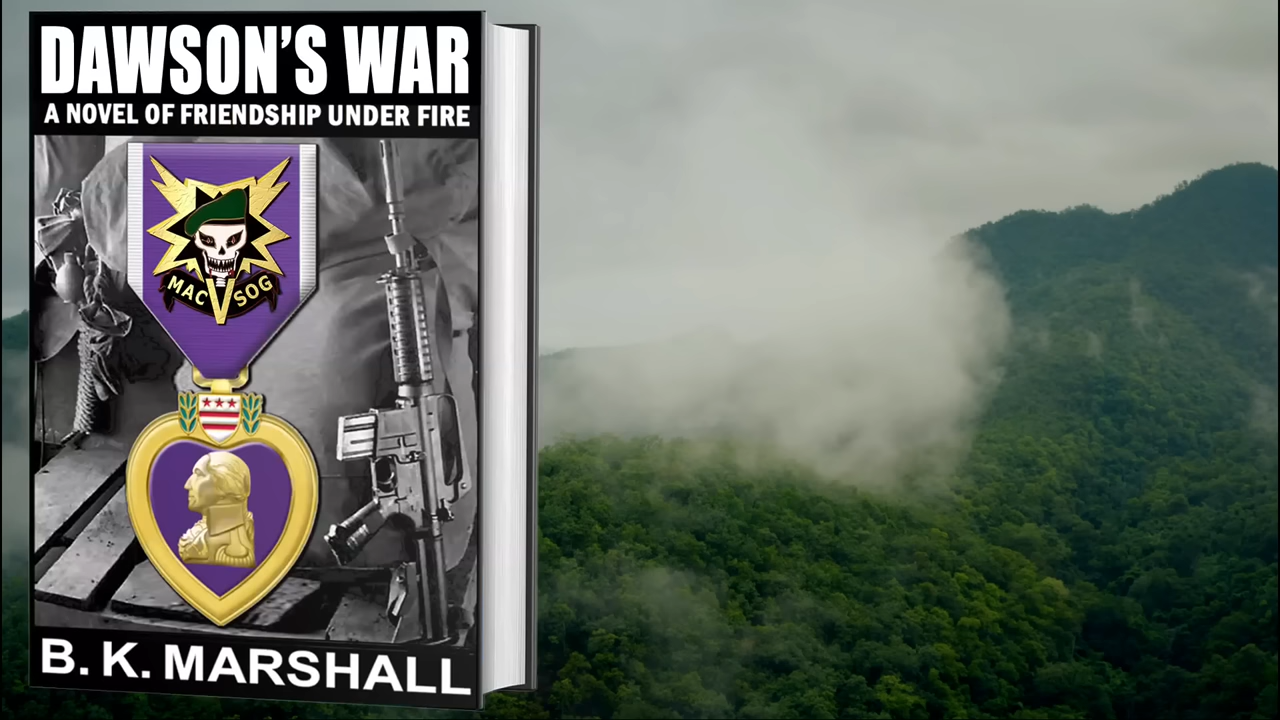 DAWSON'S WAR
A NOVEL OF FRIENDSHIP UNDER FIRE
MAC V SOG
B. K. MARSHALL